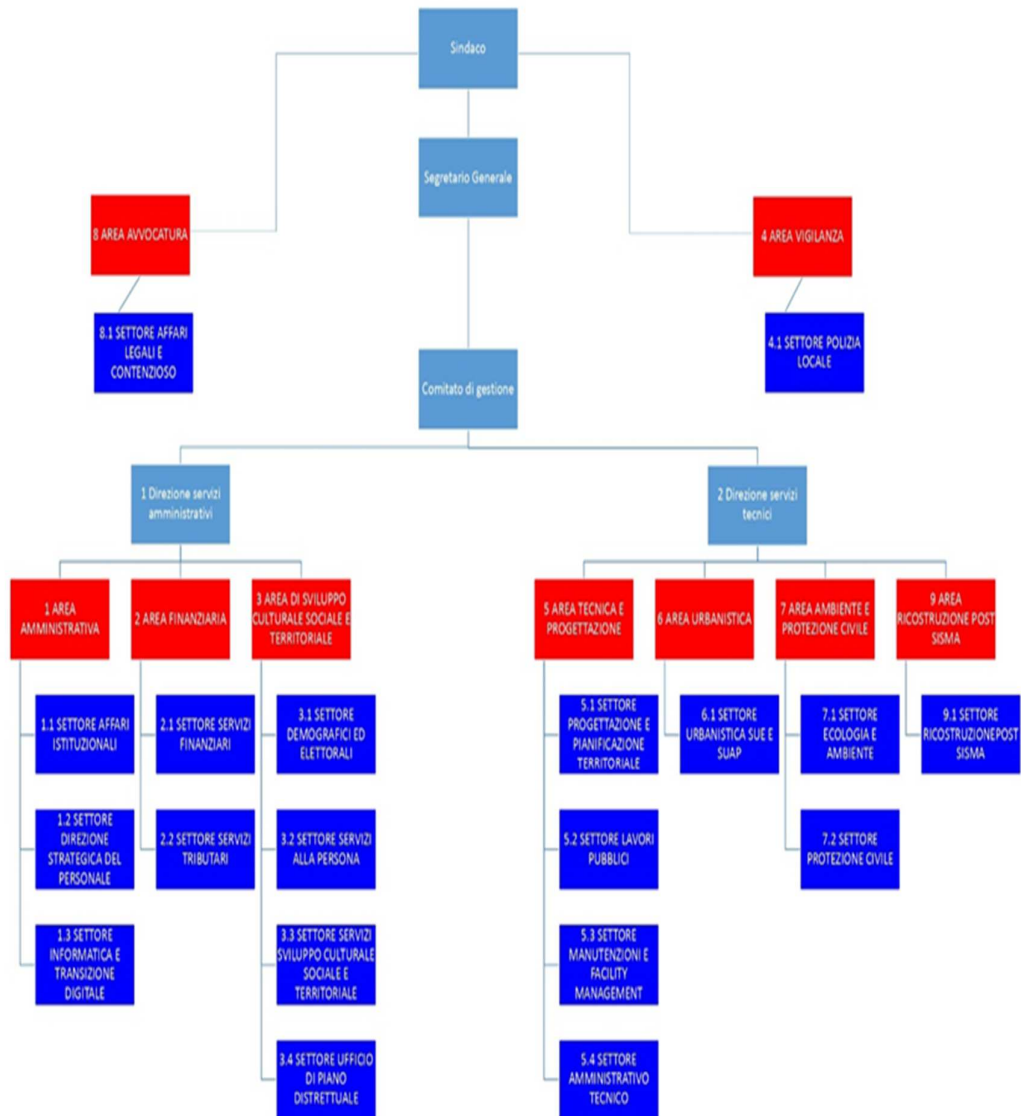 Sindaco
Segretario Generale
8 AREA AVVOCATURA
4 AREA VIGILANZA
8.1 SETTORE AFFARI
LEGALI E
CONTENZIOSO
4.1 SETTORE POLIZIA
LOCALE
Comitato di gestione
1 Direzione servizi
amministrativi
2 Direzione servizi
tecnici
1 AREA
AMMINISTRATIVA
2 AREA FINANZIARIA
3 AREA DI SVILUPPO
CULTURALE SOCIALE E
TERRITORIALE
5 AREA TECNICA E
PROGETTAZIONE
6 AREA URBANISTICA
7 AREA AMBIENTE E
PROTEZIONE CIVILE
9 AREA
RICOSTRUZIONE POST
SISMA
1.1 SETTORE AFFARI
ISTITUZIONALI
2.1 SETTORE SERVIZI
FINANZIARI
3.1 SETTORE
DEMOGRAFICI ED
ELETTORALI
5.1 SETTORE
PROGETTAZIONE E
PIANIFICAZIONE
TERRITORIALE
6.1 SETTORE
URBANISTICA SUE E
SUAP
7.1 SETTORE
ECOLOGIA E
AMBIENTE
9.1 SETTORE
RICOSTRUZIONEPOST
SISMA
1.2 SETTORE
DIREZIONE
STRATEGICA DEL
PERSONALE
2.2 SETTORE SERVIZI
TRIBUTARI
3.2 SETTORE SERVIZI
ALLA PERSONA
5.2 SETTORE LAVORI
PUBBLICI
7.2 SETTORE
PROTEZIONE CIVILE
1.3 SETTORE
INFORMATICA E
TRANSIZIONE
DIGITALE
3.3 SETTORE SERVIZI
SVILUPPO CULTURALE
SOCIALE E
TERRITORIALE
5.3 SETTORE
MANUTENZIONI E
FACILITY
MANAGEMENT
3.4 SETTORE UFFICIO
DI PIANO
DISTRETTUALE
5.4 SETTORE
AMMINISTRATIVO
TECNICO